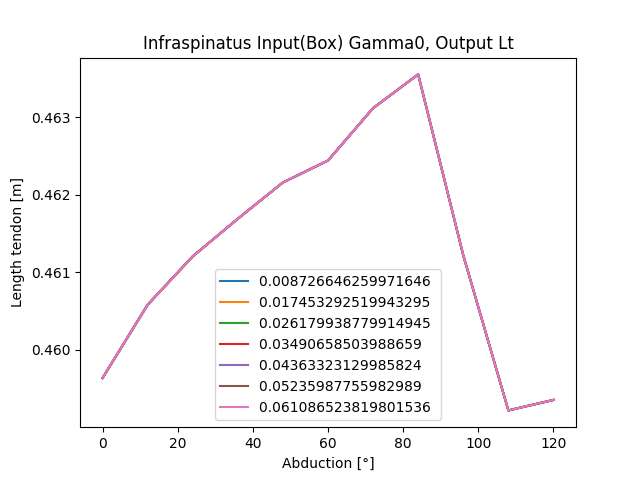 Infraspinatus Input(Box) Gamma0, Output Lt
Length tendon [m]
0.463
0.462
0.461
0.460
0.008726646259971646
0.017453292519943295
0.026179938779914945
0.03490658503988659
0.04363323129985824
0.05235987755982989
0.061086523819801536
0 20 40 60 80 100 120
Abduction [°]